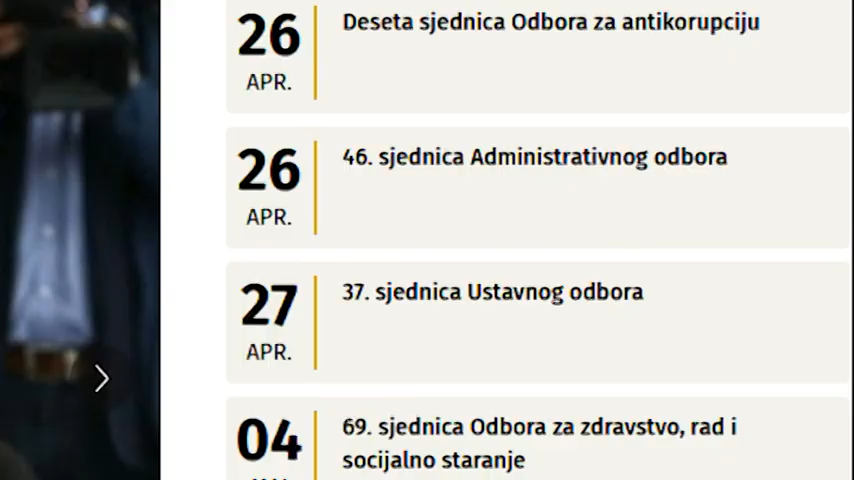 26
APR.
Deseta sjednica Odbora za antikorupciju
26
APR.
46. sjednica Administrativnog odbora
27
APR.
37. sjednica Ustavnog odbora
04
69. sjednica Odbora za zdravstvo, rad i
socijalno staranje